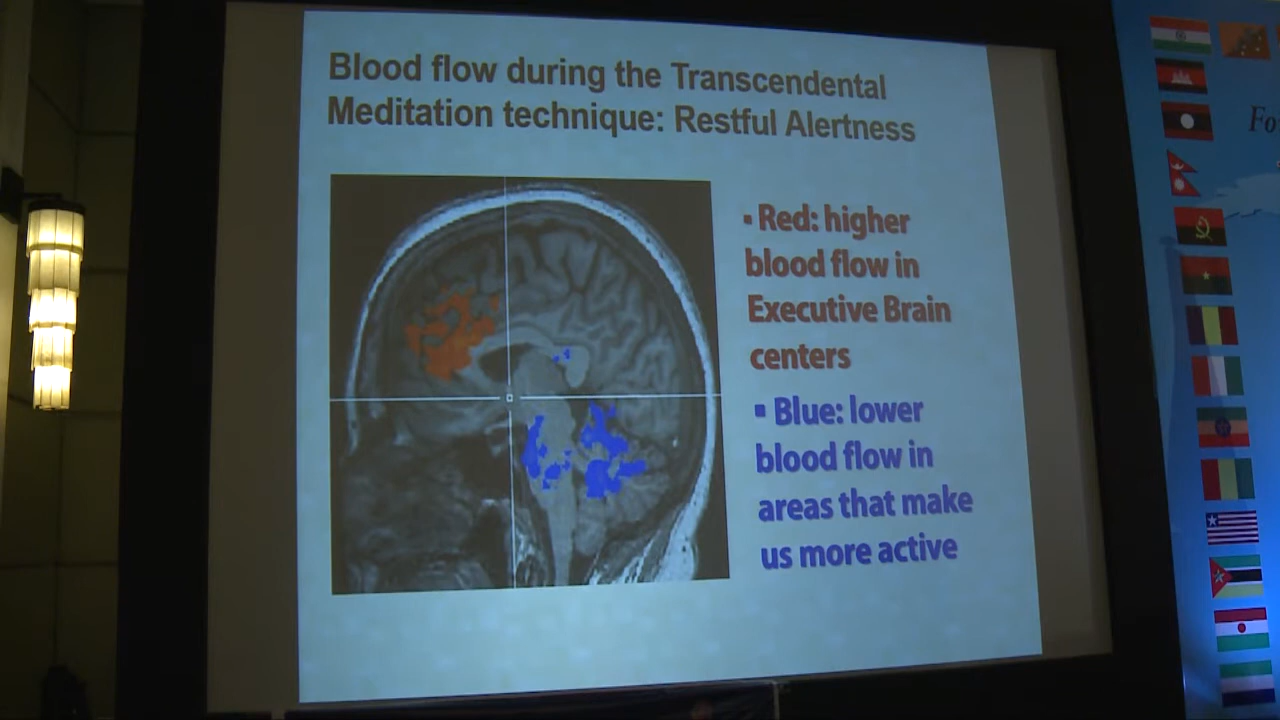 Blood flow during the Transcendental
Meditation technique: Restful Alertness
▪ Red: higher
blood flow in
Executive Brain
centers
▪ Blue: lower
blood flow in
areas that make
us more active